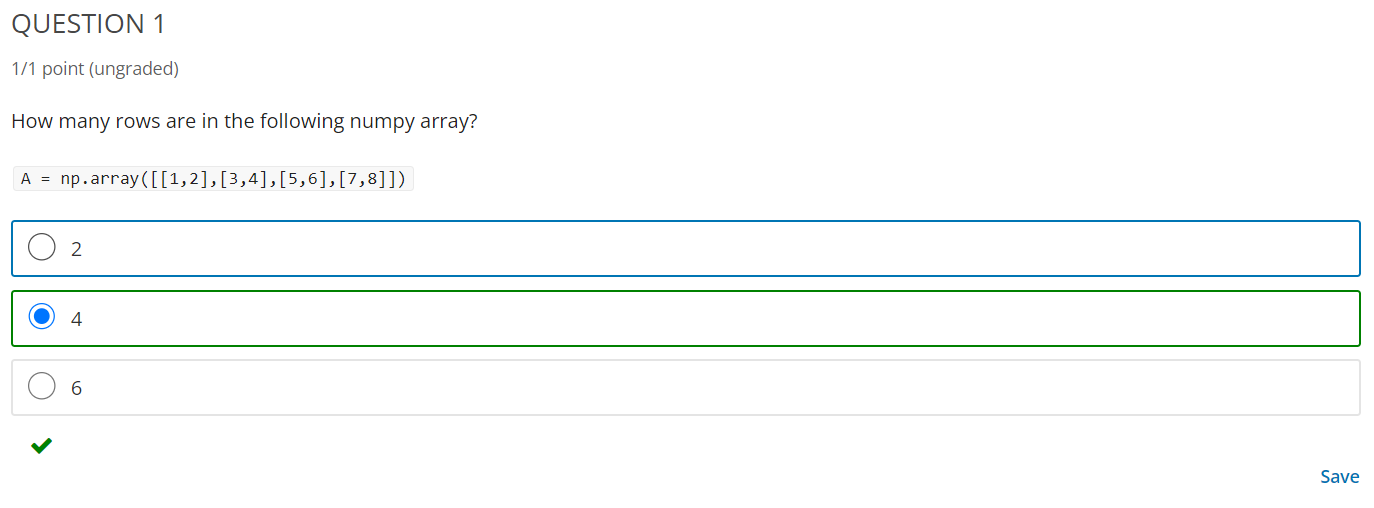 QUESTION 1
1/1 point (ungraded)
How many rows are in the following numpy array?
A = np.array([[1,2],[3,4],[5,6],[7,8]])
2
4
6
Save